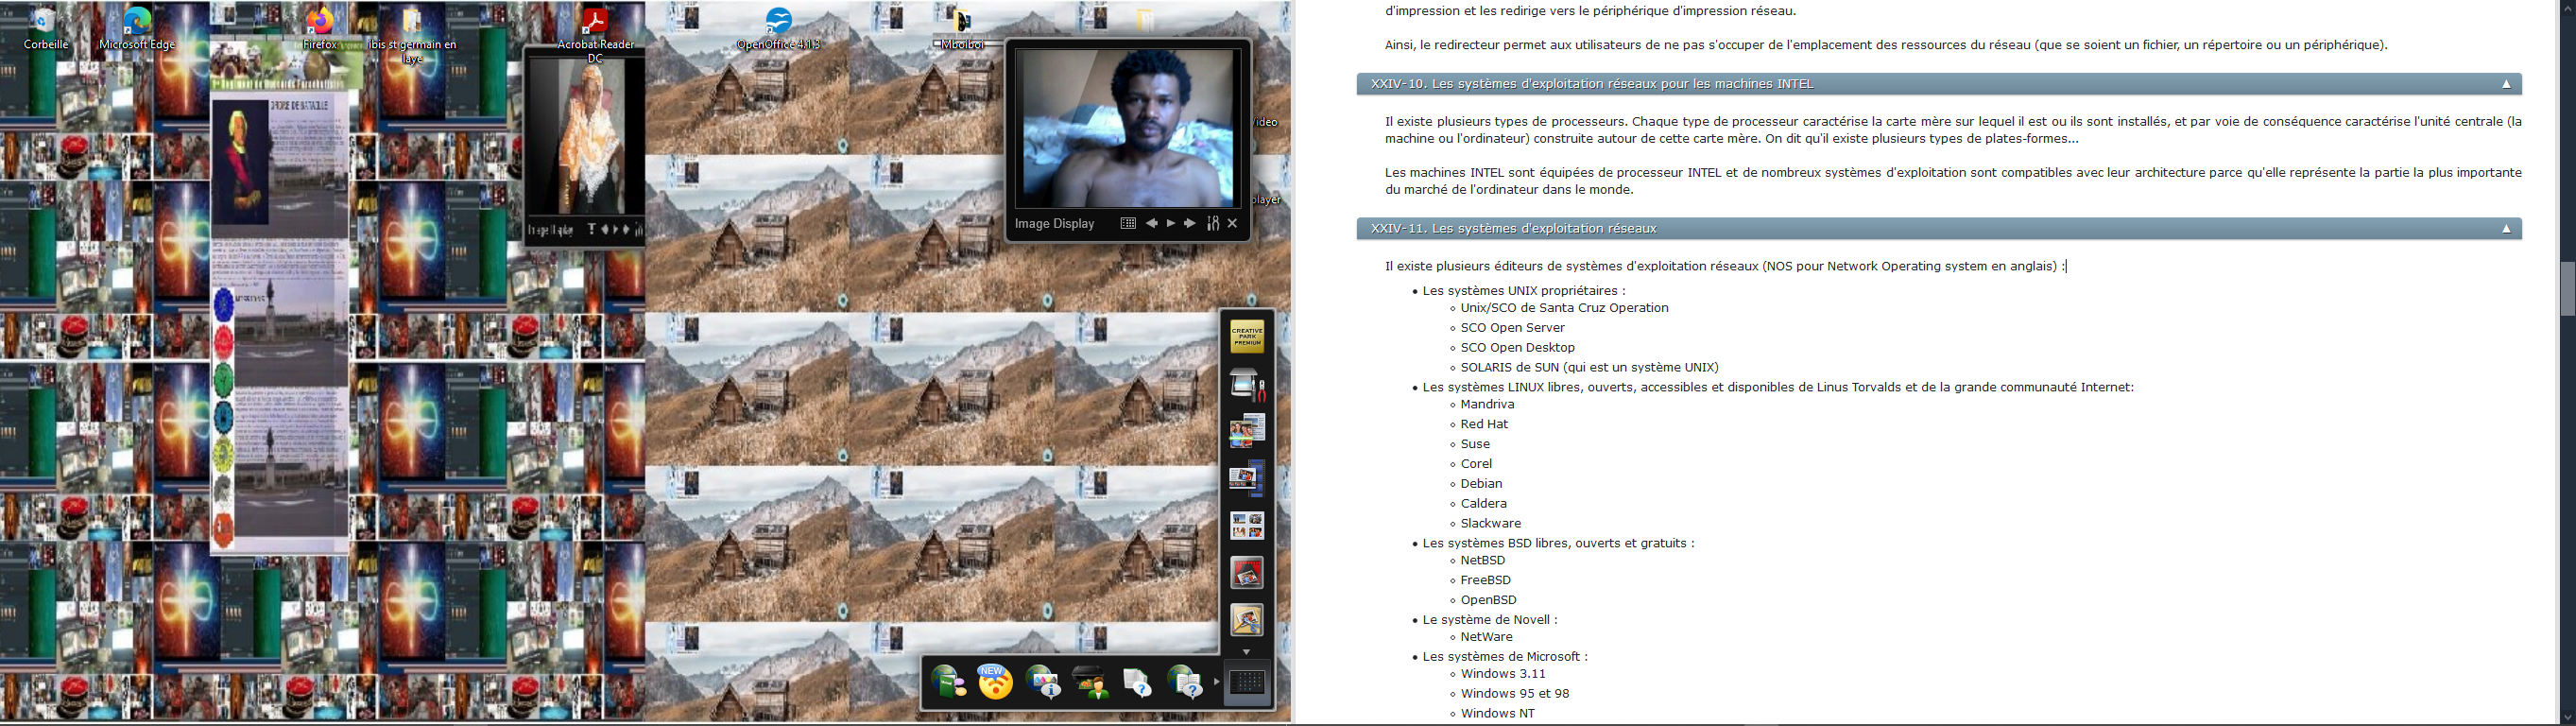 Corbeille
Microsoft Edge
Firefox
ibis st germain en
laye
Acrobat Reader
DC
OpenOffice 4.1.3
Mboiboi
ORDRE DE BATAILLE
MISSIONS
Image Display
Video
player
Image Display
CREATIVE
PARK
PREMIUM
NEW
d'impression et les redirige vers le périphérique d'impression réseau.
Ainsi, le redirecteur permet aux utilisateurs de ne pas s'occuper de l'emplacement des ressources du réseau (que se soient un fichier, un répertoire ou un périphérique).
XXIV-10. Les systèmes d'exploitation réseaux pour les machines INTEL
Il existe plusieurs types de processeurs. Chaque type de processeur caractérise la carte mère sur lequel il est ou ils sont installés, et par voie de conséquence caractérise l'unité centrale (la
machine ou l'ordinateur) construite autour de cette carte mère. On dit qu'il existe plusieurs types de plates-formes...
Les machines INTEL sont équipées de processeur INTEL et de nombreux systèmes d'exploitation sont compatibles avec leur architecture parce qu'elle représente la partie la plus importante
du marché de l'ordinateur dans le monde.
XXIV-11. Les systèmes d'exploitation réseaux
Il existe plusieurs éditeurs de systèmes d'exploitation réseaux (NOS pour Network Operating system en anglais) :
Les systèmes UNIX propriétaires :
Unix/SCO de Santa Cruz Operation
SCO Open Server
SCO Open Desktop
SOLARIS de SUN (qui est un système UNIX)
Les systèmes LINUX libres, ouverts, accessibles et disponibles de Linus Torvalds et de la grande communauté Internet:
Mandriva
Red Hat
Suse
Corel
Debian
Caldera
Slackware
Les systèmes BSD libres, ouverts et gratuits :
NetBSD
FreeBSD
OpenBSD
Le système de Novell :
NetWare
Les systèmes de Microsoft :
Windows 3.11
Windows 95 et 98
Windows NT